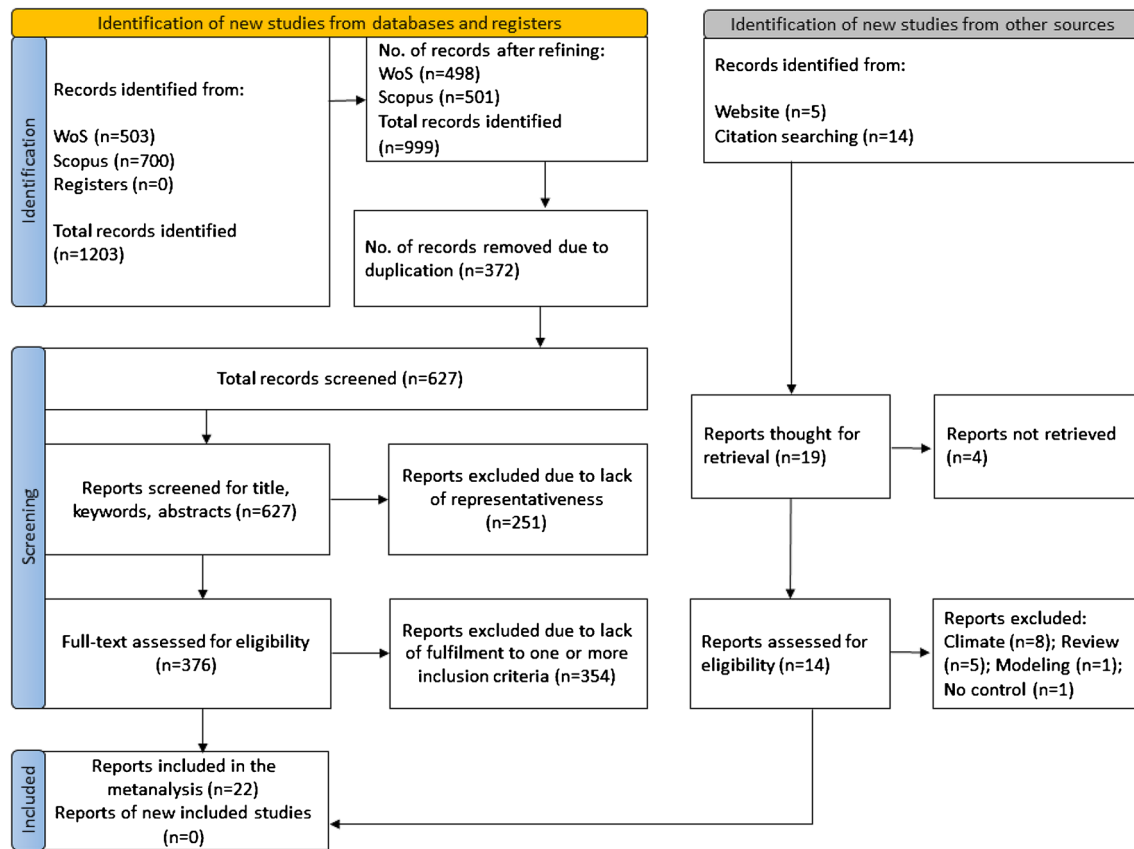 Identification of new studies from databases and registers
Identification
Records identified from:
WoS (n=503)
Scopus (n=700)
Registers (n=0)
Total records identified
(n=1203)
No. of records after refining:
WoS (n=498)
Scopus (n=501)
Total records identified
(n=999)
No. of records removed due to
duplication (n=372)
Screening
Total records screened (n=627)
Reports screened for title,
keywords, abstracts (n=627)
Reports excluded due to lack
of representativeness
(n=251)
Full-text assessed for eligibility
(n=376)
Reports excluded due to lack
of fulfilment to one or more
inclusion criteria (n=354)
Included
Reports included in the
metanalysis (n=22)
Reports of new included studies
(n=0)
Identification of new studies from other sources
Records identified from:
Website (n=5)
Citation searching (n=14)
Reports thought for
retrieval (n=19)
Reports not retrieved
(n=4)
Reports assessed for
eligibility (n=14)
Reports excluded:
Climate (n=8); Review
(n=5); Modeling (n=1);
No control (n=1)